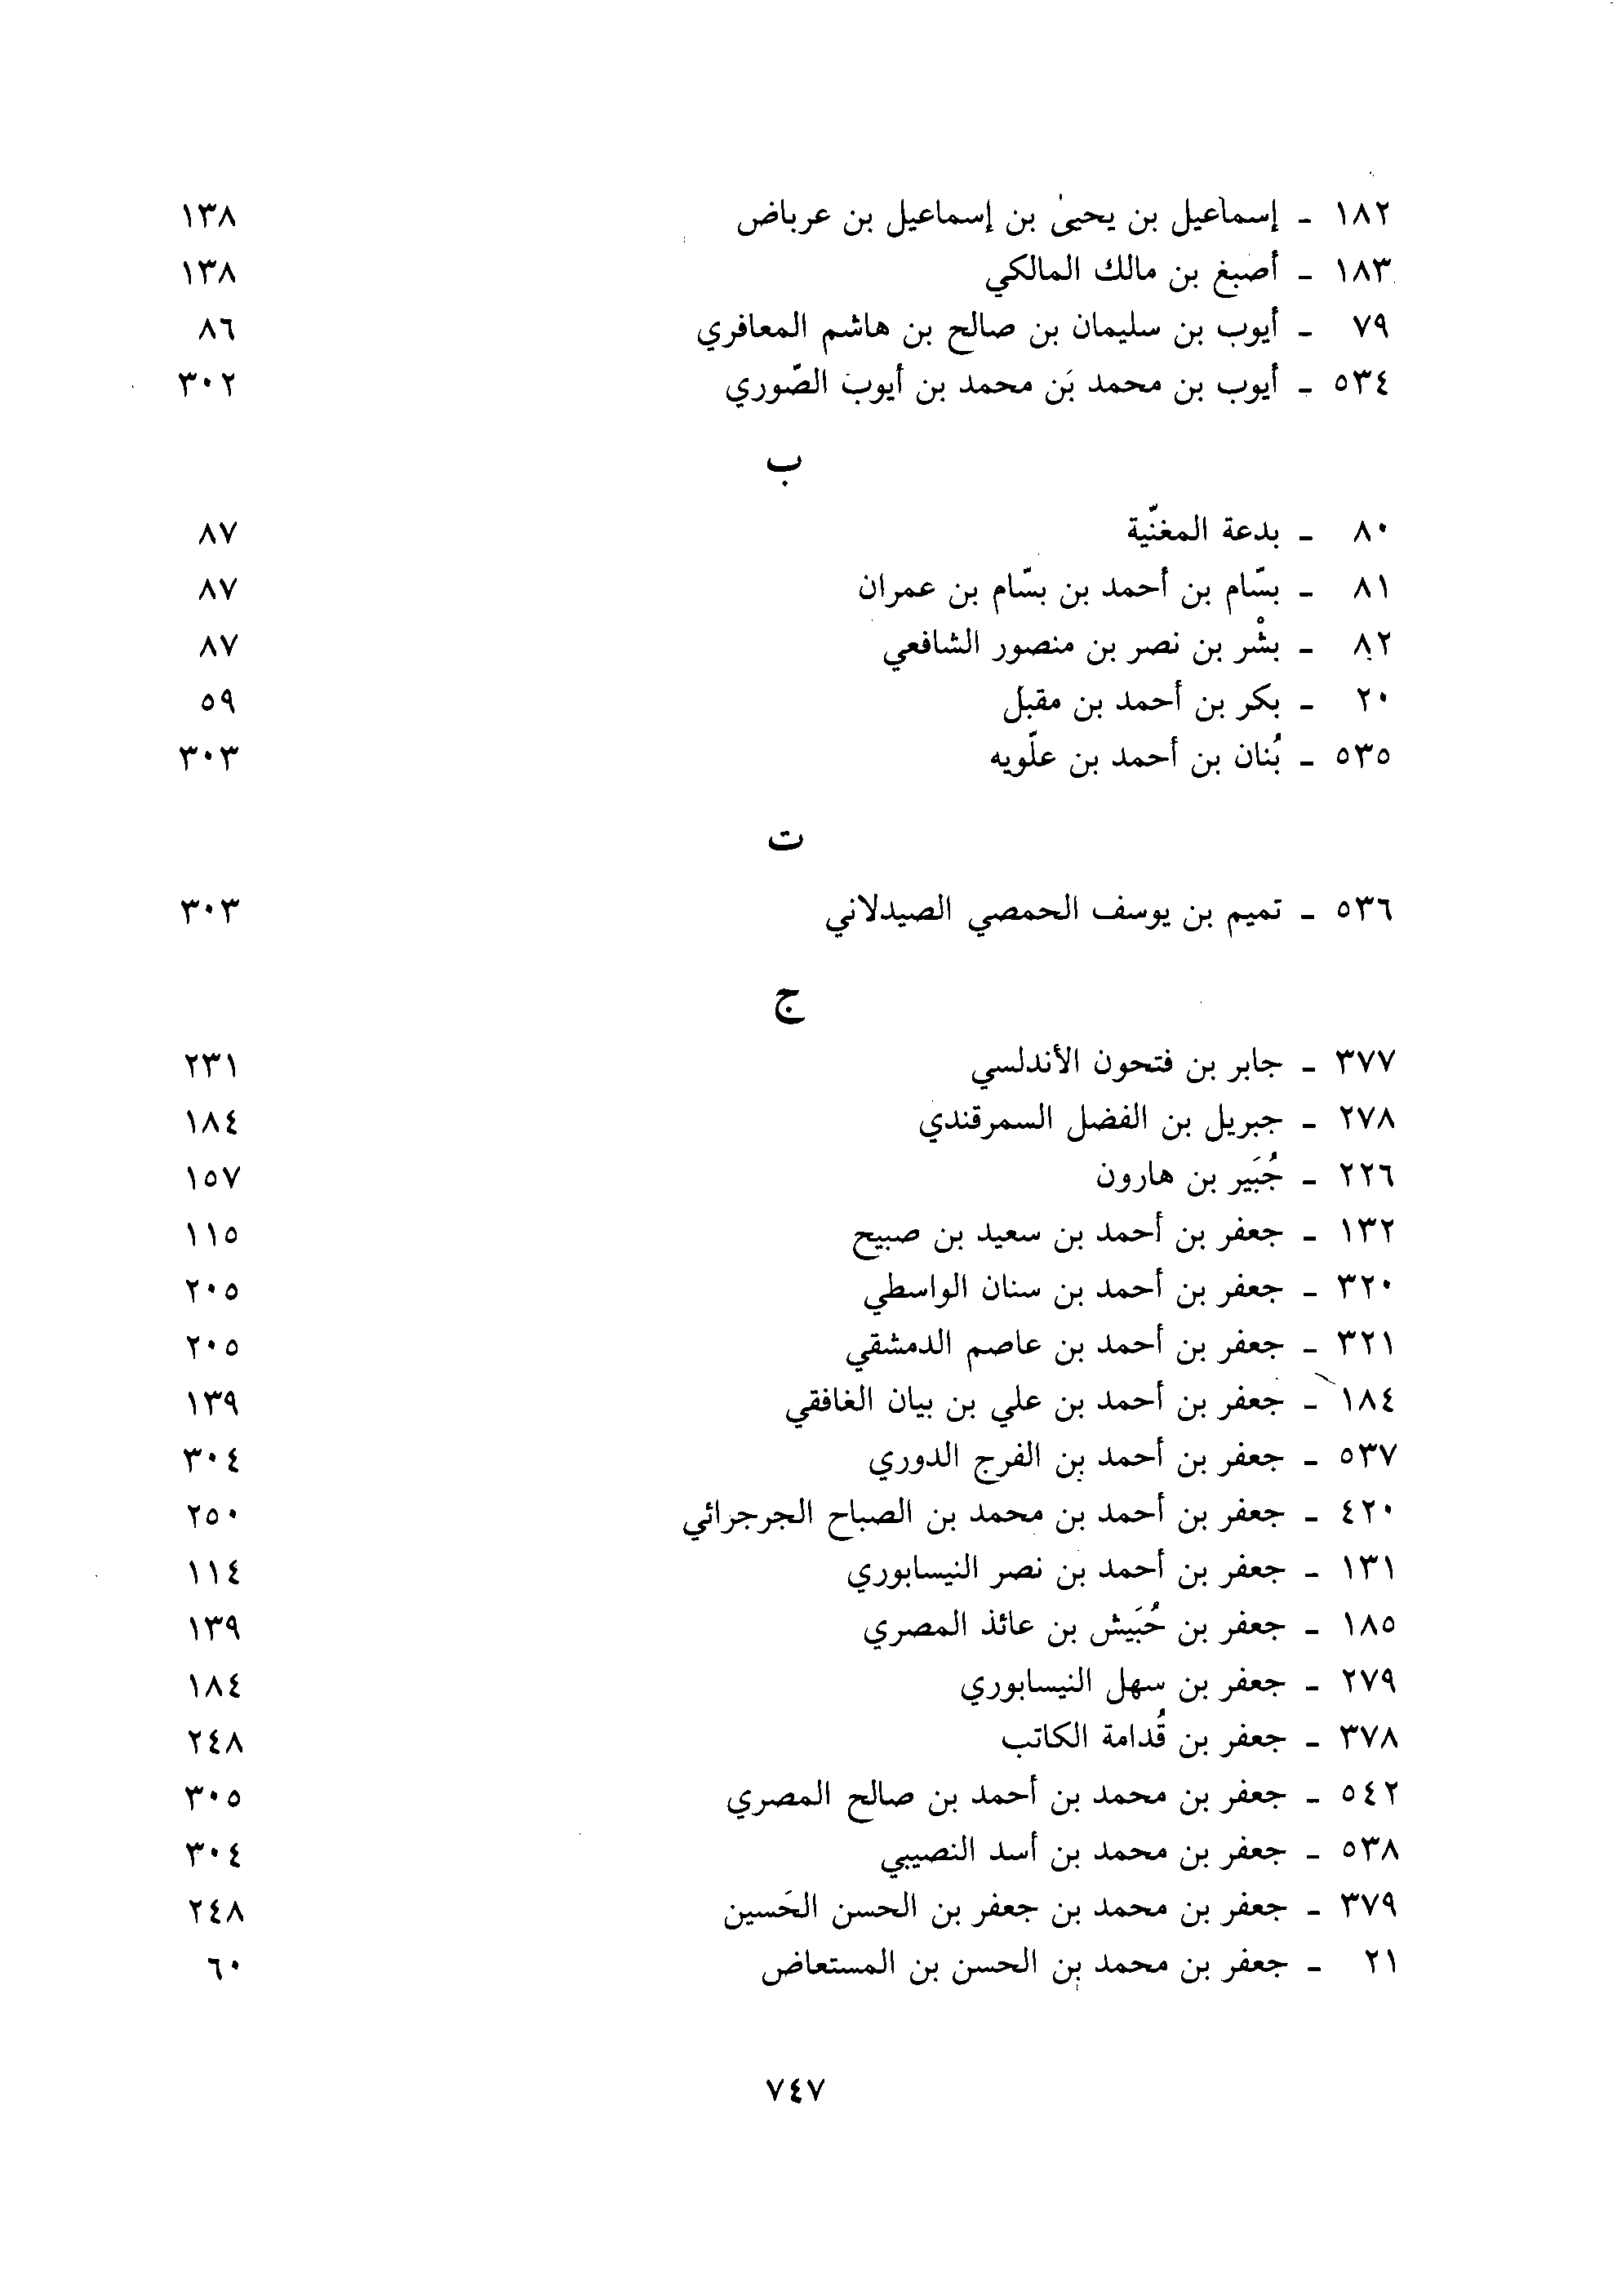 ١٨٢ - إسماعيل بن يحيىٰ بن إسماعيل بن عرباض ١٣٨
١٨٣ - أصبغ بن مالك المالكي ١٣٨
٧٩ - أيوب بن سليمان بن صالح بن هاشم المعافري ٨٦
٥٣٤ - أيوب بن محمد بن محمد بن أيوب الصّوري ٣٠٢
ب
٨٠ - بدعة المغنّية ٨٧
٨١ - بسّام بن أحمد بن بسّام بن عمران ٨٧
٨٢ - بشْر بن نصر بن منصور الشافعي ٨٧
٢٠ - بكر بن أحمد بن مقبل ٥٩
٥٣٥ - بُنان بن أحمد بن علّويه ٣٠٣
ت
٥٣٦ - تميم بن يوسف الحمصي الصيدلاني ٣٠٣
ج
٣٧٧ - جابر بن فتحون الأندلسي ٢٣١
٢٧٨ - جبريل بن الفضل السمرقندي ١٨٤
٢٢٦ - جُبَير بن هارون ١٥٧
١٣٢ - جعفر بن أحمد بن سعيد بن صبيح ١١٥
٣٢٠ - جعفر بن أحمد بن سنان الواسطي ٢٠٥
٣٢١ - جعفر بن أحمد بن عاصم الدمشقي ٢٠٥
١٨٤ - جعفر بن أحمد بن علي بن بيان الغافقي ١٣٩
٥٣٧ - جعفر بن أحمد بن الفرج الدوري ٣٠٤
٤٢٠ - جعفر بن أحمد بن محمد بن الصباح الجرجرائي ٢٥٠
١٣١ - جعفر بن أحمد بن نصر النيسابوري ١١٤
١٨٥ - جعفر بن حُبَيش بن عائذ المصري ١٣٩
٢٧٩ - جعفر بن سهل النيسابوري ١٨٤
٣٧٨ - جعفر بن قُدامة الكاتب ٢٤٨
٥٤٢ - جعفر بن محمد بن أحمد بن صالح المصري ٣٠٥
٥٣٨ - جعفر بن محمد بن أسد النصيبي ٣٠٤
٣٧٩ - جعفر بن محمد بن جعفر بن الحسن الحَسين ٢٤٨
٢١ - جعفر بن محمد بن الحسن بن المستعاض ٦٠
٧٤٧